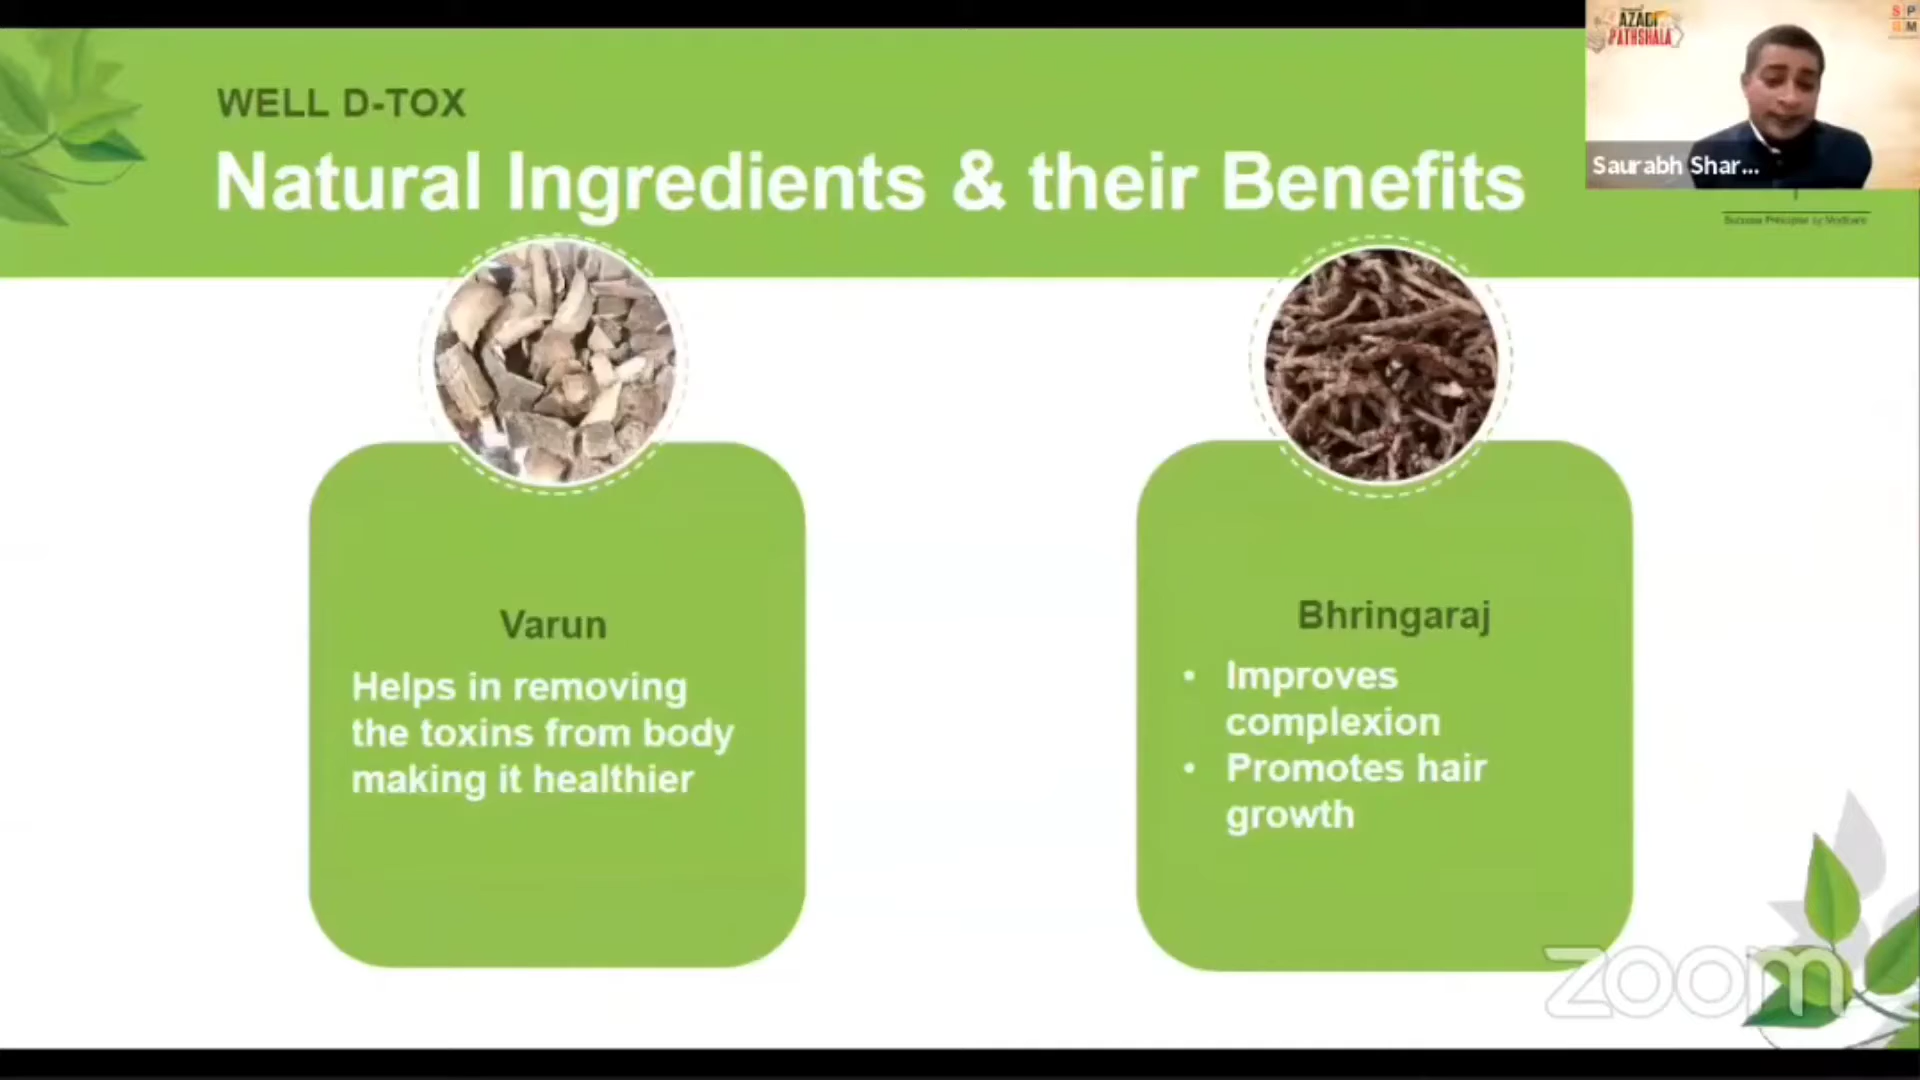 WELL D-TOX
Natural Ingredients & their Benefits
AZADI
PATHSHALA
S P
M
Saurabh Shar...
Varun
Helps in removing
the toxins from body
making it healthier
Bhringaraj
• Improves
complexion
• Promotes hair
growth
zoom